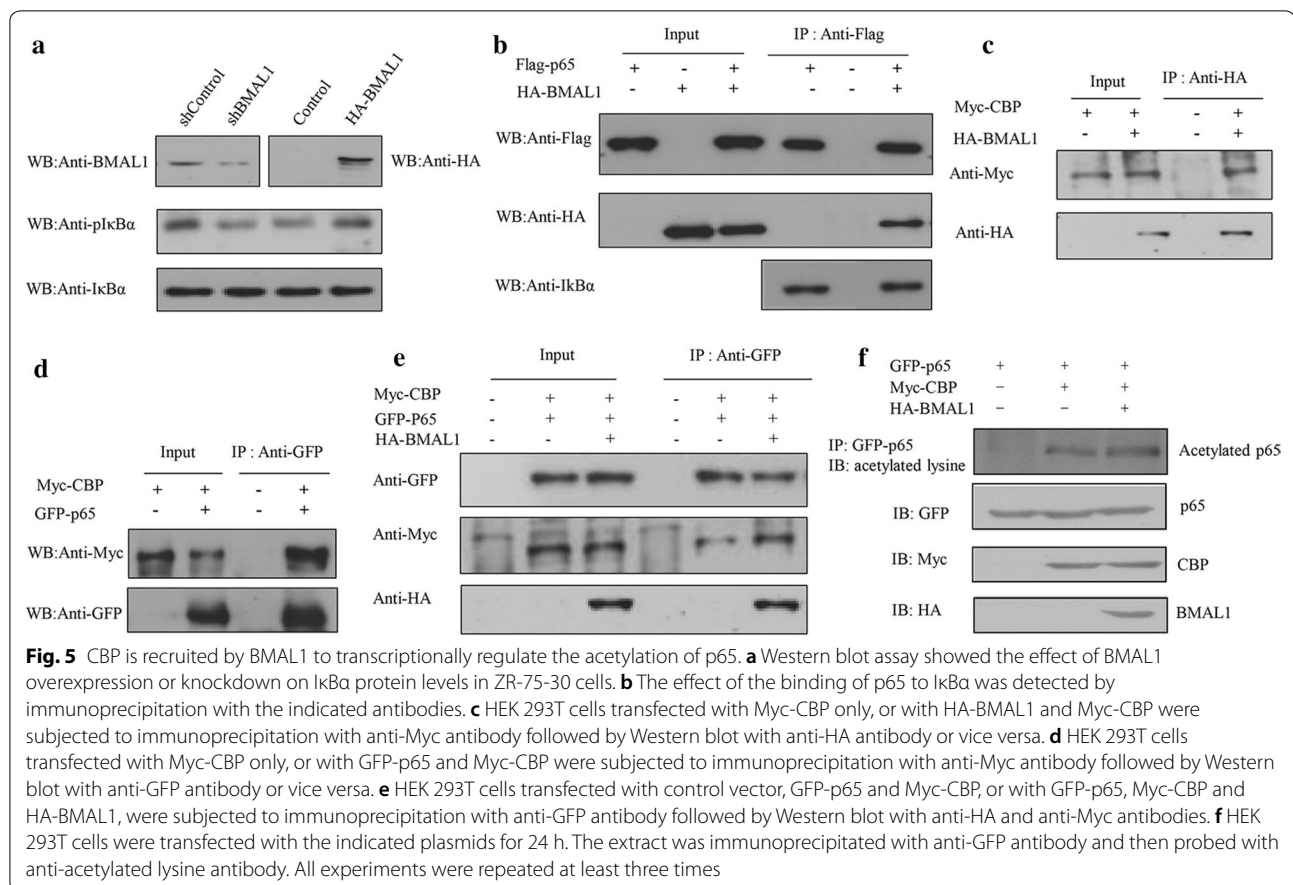 a
shControl shBMAL1 Control HA-BMAL1
WB:Anti-BMAL1 WB:Anti-HA
WB:Anti-pIκBα
WB:Anti-IκBα
b
Input IP : Anti-Flag
Flag-p65 + - + + - +
HA-BMAL1 - + + - - +
WB:Anti-Flag
WB:Anti-HA
WB:Anti-IkBα
c
Input IP : Anti-HA
Myc-CBP + + - +
HA-BMAL1 - + - +
Anti-Myc
Anti-HA
d
Input IP : Anti-GFP
Myc-CBP + + - +
GFP-p65 - + - +
WB:Anti-Myc
WB:Anti-GFP
e
Input IP : Anti-GFP
Myc-CBP - + + - + +
GFP-P65 - + + - + +
HA-BMAL1 - - + - - +
Anti-GFP
Anti-Myc
Anti-HA
f
GFP-p65 + + +
Myc-CBP − + +
HA-BMAL1 − − +
IP: GFP-p65
IB: acetylated lysine Acetylated p65
IB: GFP p65
IB: Myc CBP
IB: HA BMAL1
Fig. 5 CBP is recruited by BMAL1 to transcriptionally regulate the acetylation of p65. a Western blot assay showed the effect of BMAL1
overexpression or knockdown on IκBα protein levels in ZR-75-30 cells. b The effect of the binding of p65 to IκBα was detected by
immunoprecipitation with the indicated antibodies. c HEK 293T cells transfected with Myc-CBP only, or with HA-BMAL1 and Myc-CBP were
subjected to immunoprecipitation with anti-Myc antibody followed by Western blot with anti-HA antibody or vice versa. d HEK 293T cells
transfected with Myc-CBP only, or with GFP-p65 and Myc-CBP were subjected to immunoprecipitation with anti-Myc antibody followed by Western
blot with anti-GFP antibody or vice versa. e HEK 293T cells transfected with control vector, GFP-p65 and Myc-CBP, or with GFP-p65, Myc-CBP and
HA-BMAL1, were subjected to immunoprecipitation with anti-GFP antibody followed by Western blot with anti-HA and anti-Myc antibodies. f HEK
293T cells were transfected with the indicated plasmids for 24 h. The extract was immunoprecipitated with anti-GFP antibody and then probed with
anti-acetylated lysine antibody. All experiments were repeated at least three times